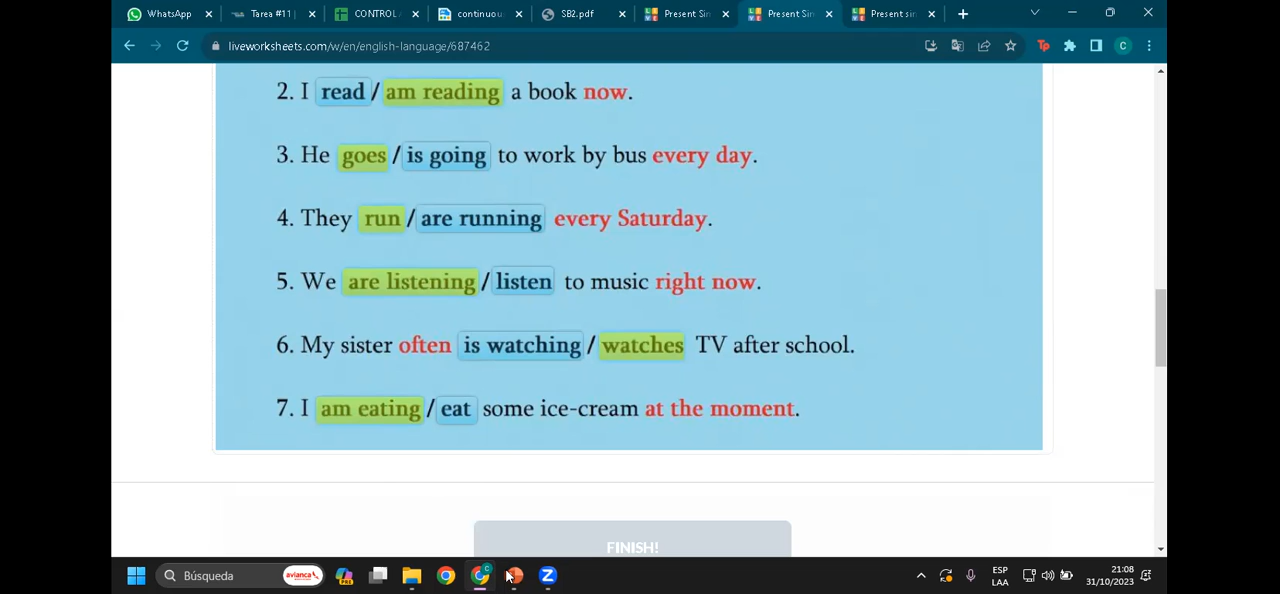 WhatsApp
Tarea #11 |
CONTROL
continuou
SB2.pdf
Present Sin
Present Sin
Present sin
liveworksheets.com/w/en/english-language/687462
Tp
C
2. I read / am reading a book now.
3. He goes / is going to work by bus every day.
4. They run / are running every Saturday.
5. We are listening / listen to music right now.
6. My sister often is watching / watches TV after school.
7. I am eating / eat some ice-cream at the moment.
FINISH!
Búsqueda
avianca
ESP
LAA
21:08
31/10/2023